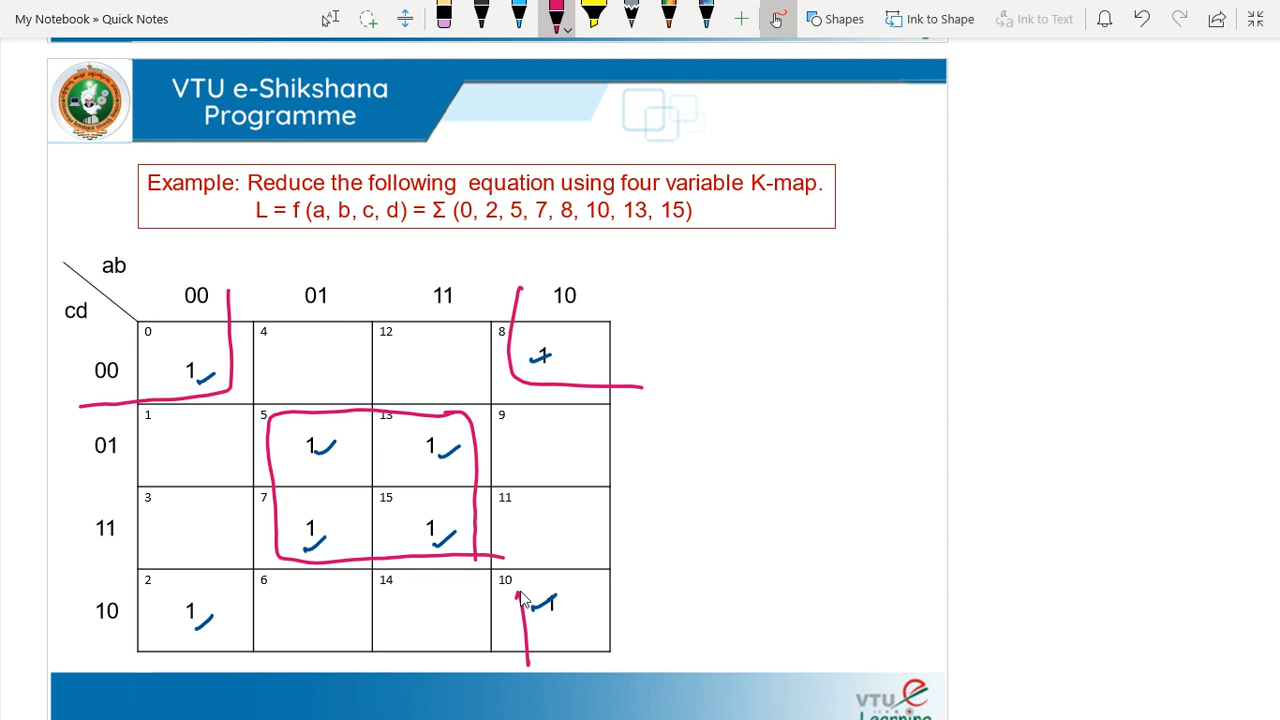 My Notebook » Quick Notes
Shapes
Ink to Shape
Ink to Text
VTU e-Shikshana
Programme
Example: Reduce the following equation using four variable K-map.
L = f (a, b, c, d) = Σ (0, 2, 5, 7, 8, 10, 13, 15)
ab
cd
00 01 11 10
0 4 12 8
00 1 1
1 5 13 9
01 1 1
3 7 15 11
11 1 1
2 6 14 10
10 1 1
VTU e
Learning